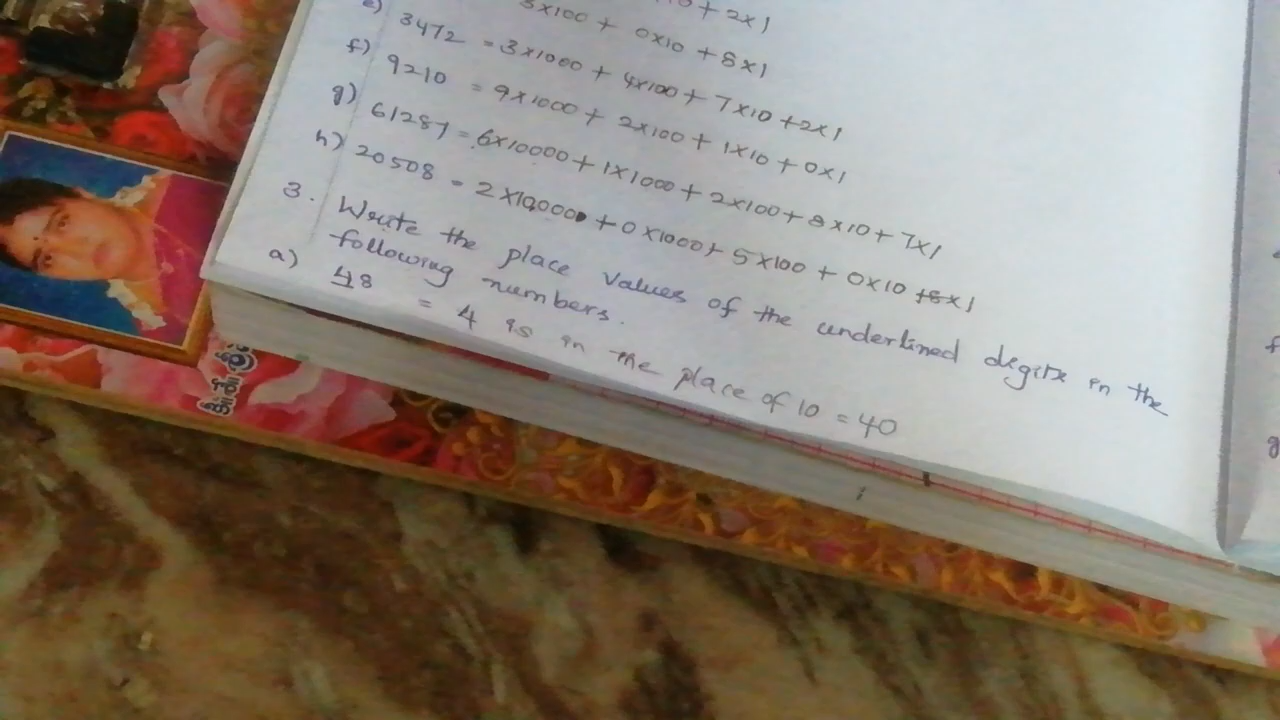 + 2x1
3x100 + 0x10 + 8x1
e) 3472 = 3x1000 + 4x100 + 7x10 +2x1
f) 9210 = 9x1000 + 2x100 + 1x10 + 0x1
g) 61287 = 6x10000 + 1x1000 + 2x100 + 8x10 + 7x1
h) 20508 = 2x10000 + 0x1000 + 5x100 + 0x10 +8x1
3. Write the place values of the underlined digits in the
following numbers.
a) 48 = 4 is in the place of 10 = 40